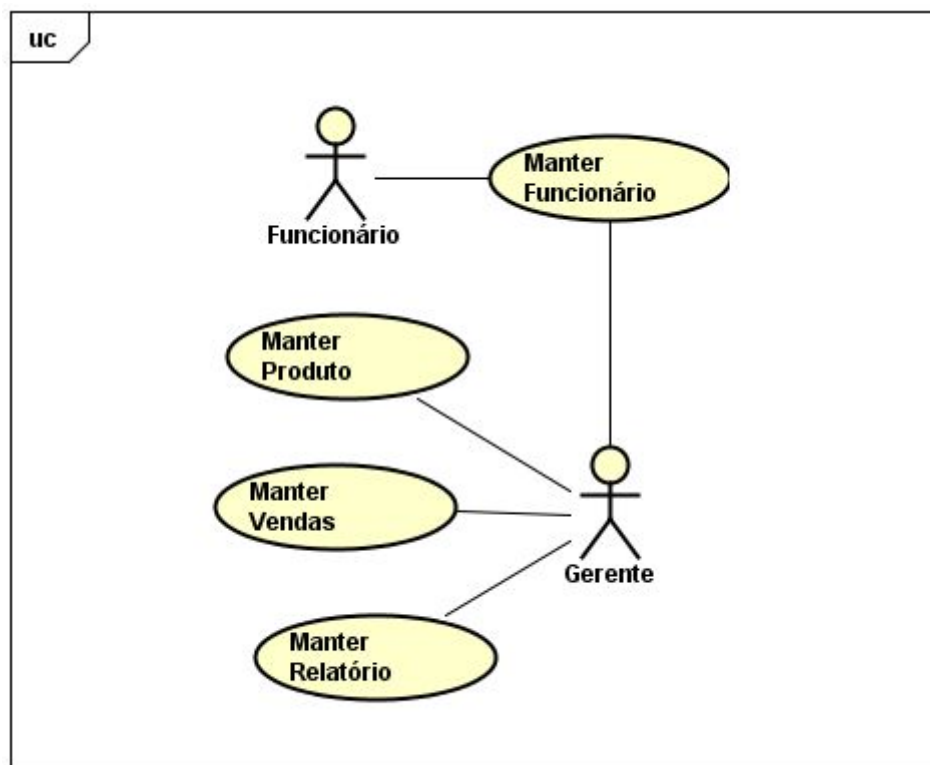 uc
Manter
Funcionário
Funcionário
Manter
Produto
Manter
Vendas
Gerente
Manter
Relatório